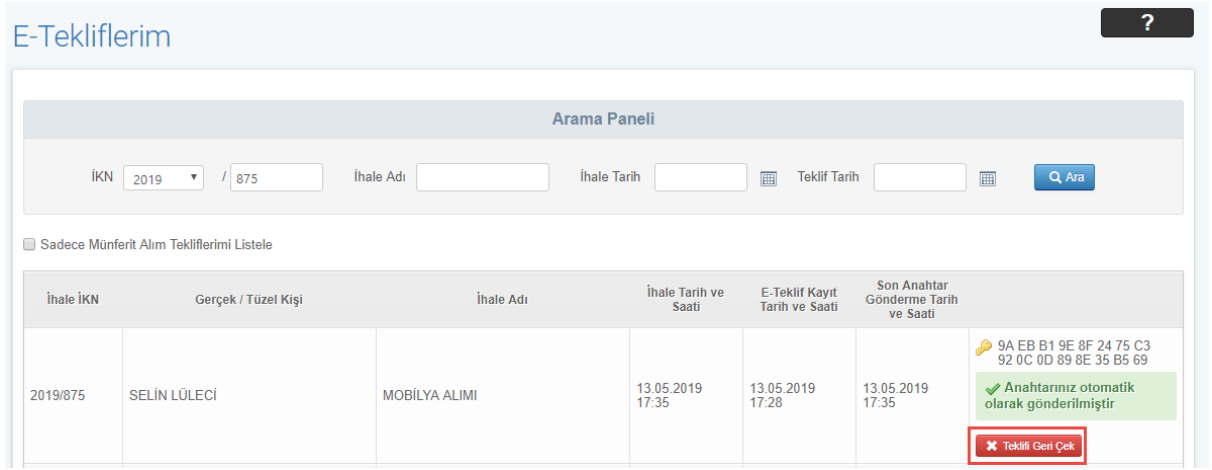 E-Tekliflerim
?
Arama Paneli
İKN 2019 / 875 İhale Adı İhale Tarih Teklif Tarih Ara
Sadece Münferit Alım Tekliflerimi Listele
İhale İKN
Gerçek / Tüzel Kişi
İhale Adı
İhale Tarih ve
Saati
E-Teklif Kayıt
Tarih ve Saati
Son Anahtar
Gönderme Tarih
ve Saati
2019/875
SELİN LÜLECİ
MOBİLYA ALIMI
13.05.2019
17:35
13.05.2019
17:28
13.05.2019
17:35
9A EB B1 9E 8F 24 75 C3
92 0C 0D 89 8E 35 B5 69
Anahtarınız otomatik
olarak gönderilmiştir
Teklifi Geri Çek